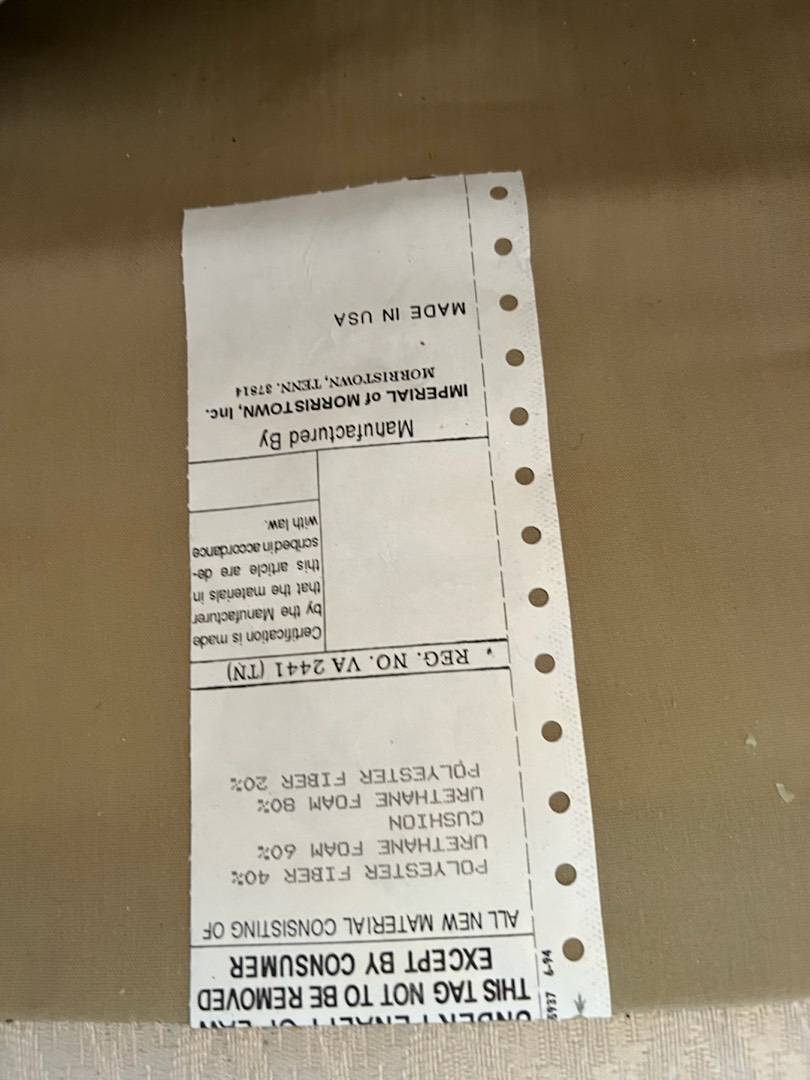 UNDER PENALTY OF LAW
THIS TAG NOT TO BE REMOVED
EXCEPT BY CONSUMER
ALL NEW MATERIAL CONSISTING OF
POLYESTER FIBER 40%
URETHANE FOAM 60%
CUSHION
URETHANE FOAM 80%
POLYESTER FIBER 20%
REG. NO. VA 2441 (TN)
Certification is made
by the Manufacturer
that the materials in
this article are de-
scribed in accordance
with law.
Manufactured By
IMPERIAL of MORRISTOWN, Inc.
MORRISTOWN, TENN. 37814
MADE IN USA
6-94